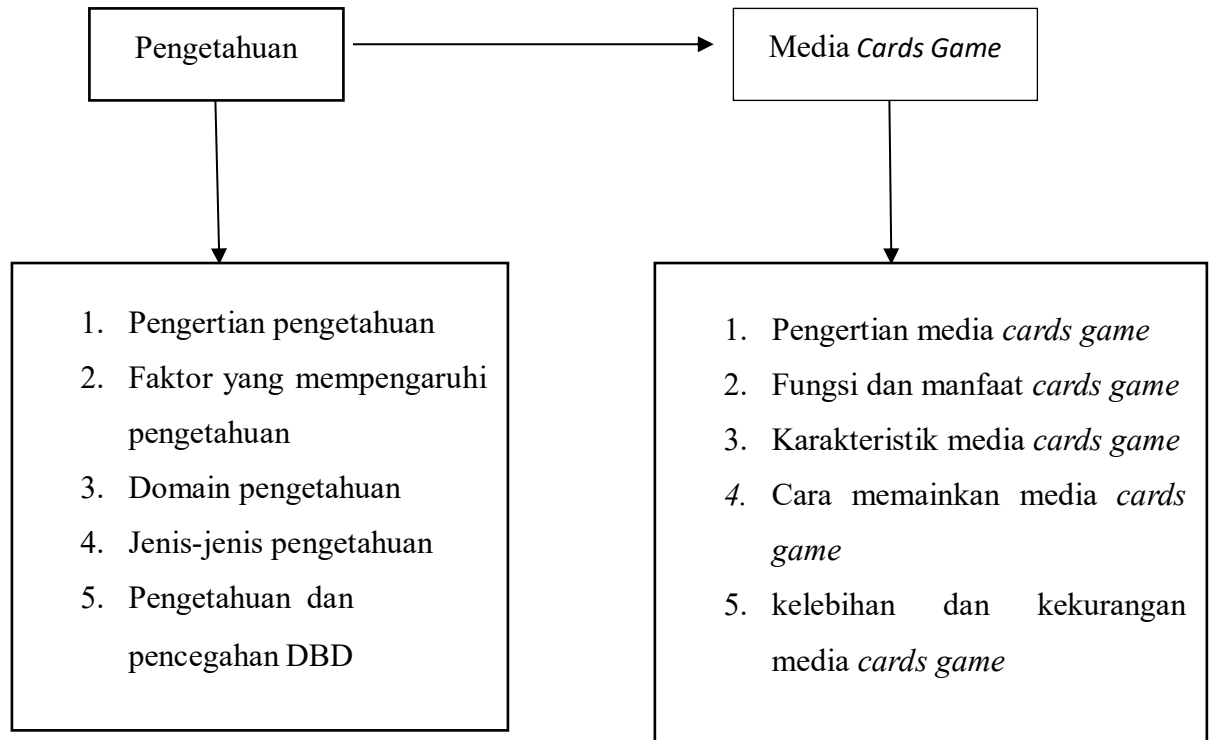 Pengetahuan
Media Cards Game
1. Pengertian pengetahuan
2. Faktor yang mempengaruhi
pengetahuan
3. Domain pengetahuan
4. Jenis-jenis pengetahuan
5. Pengetahuan dan
pencegahan DBD
1. Pengertian media cards game
2. Fungsi dan manfaat cards game
3. Karakteristik media cards game
4. Cara memainkan media cards
game
5. kelebihan dan kekurangan
media cards game